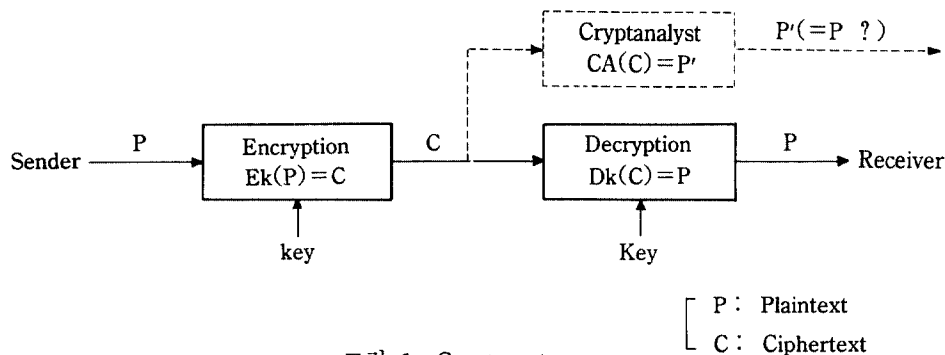 Cryptanalyst
CA(C)=P'
P'(=P ?)
Sender
P
Encryption
Ek(P)=C
C
Decryption
Dk(C)=P
P
Receiver
key
Key
P : Plaintext
C : Ciphertext